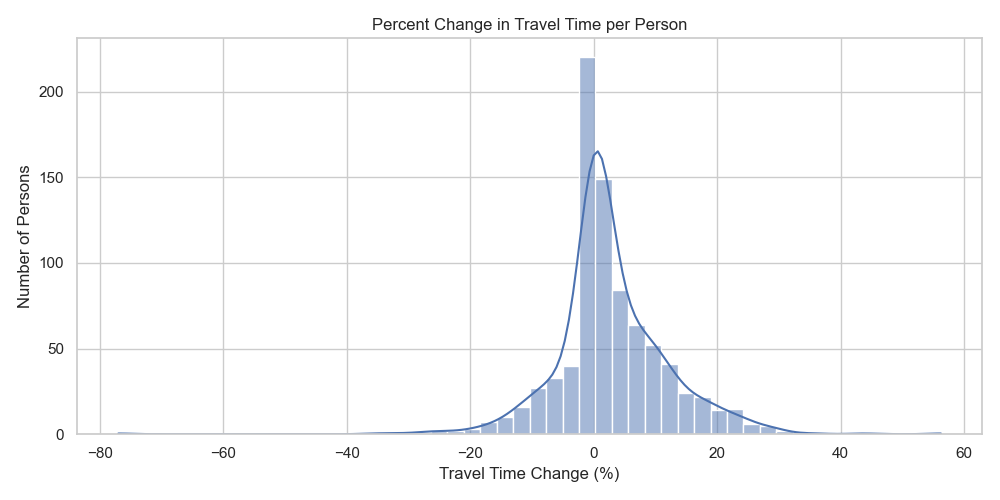 Percent Change in Travel Time per Person
Number of Persons
200
150
100
50
0
−80 −60 −40 −20 0 20 40 60
Travel Time Change (%)